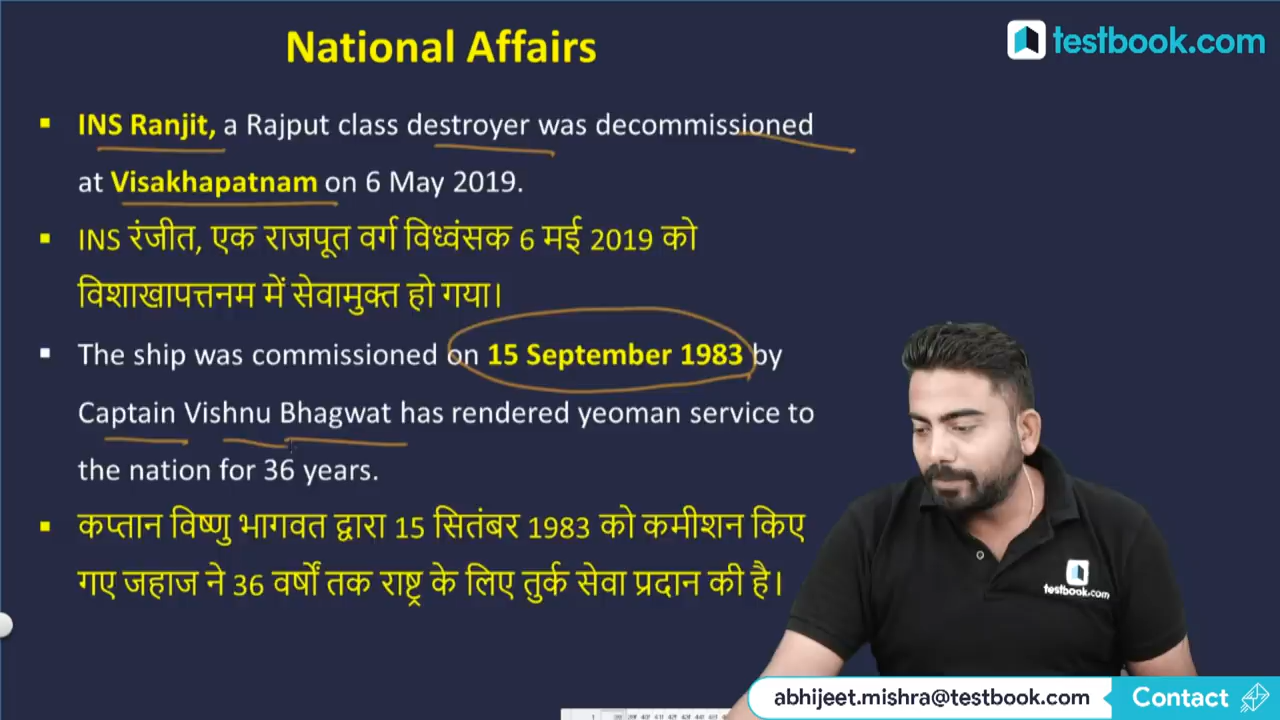 National Affairs
testbook.com
INS Ranjit, a Rajput class destroyer was decommissioned
at Visakhapatnam on 6 May 2019.
INS रंजीत, एक राजपूत वर्ग विध्वंसक 6 मई 2019 को
विशाखापत्तनम में सेवामुक्त हो गया।
The ship was commissioned on 15 September 1983 by
Captain Vishnu Bhagwat has rendered yeoman service to
the nation for 36 years.
कप्तान विष्णु भागवत द्वारा 15 सितंबर 1983 को कमीशन किए
गए जहाज ने 36 वर्षों तक राष्ट्र के लिए तुर्क सेवा प्रदान की है।
testbook.com
abhijeet.mishra@testbook.com Contact